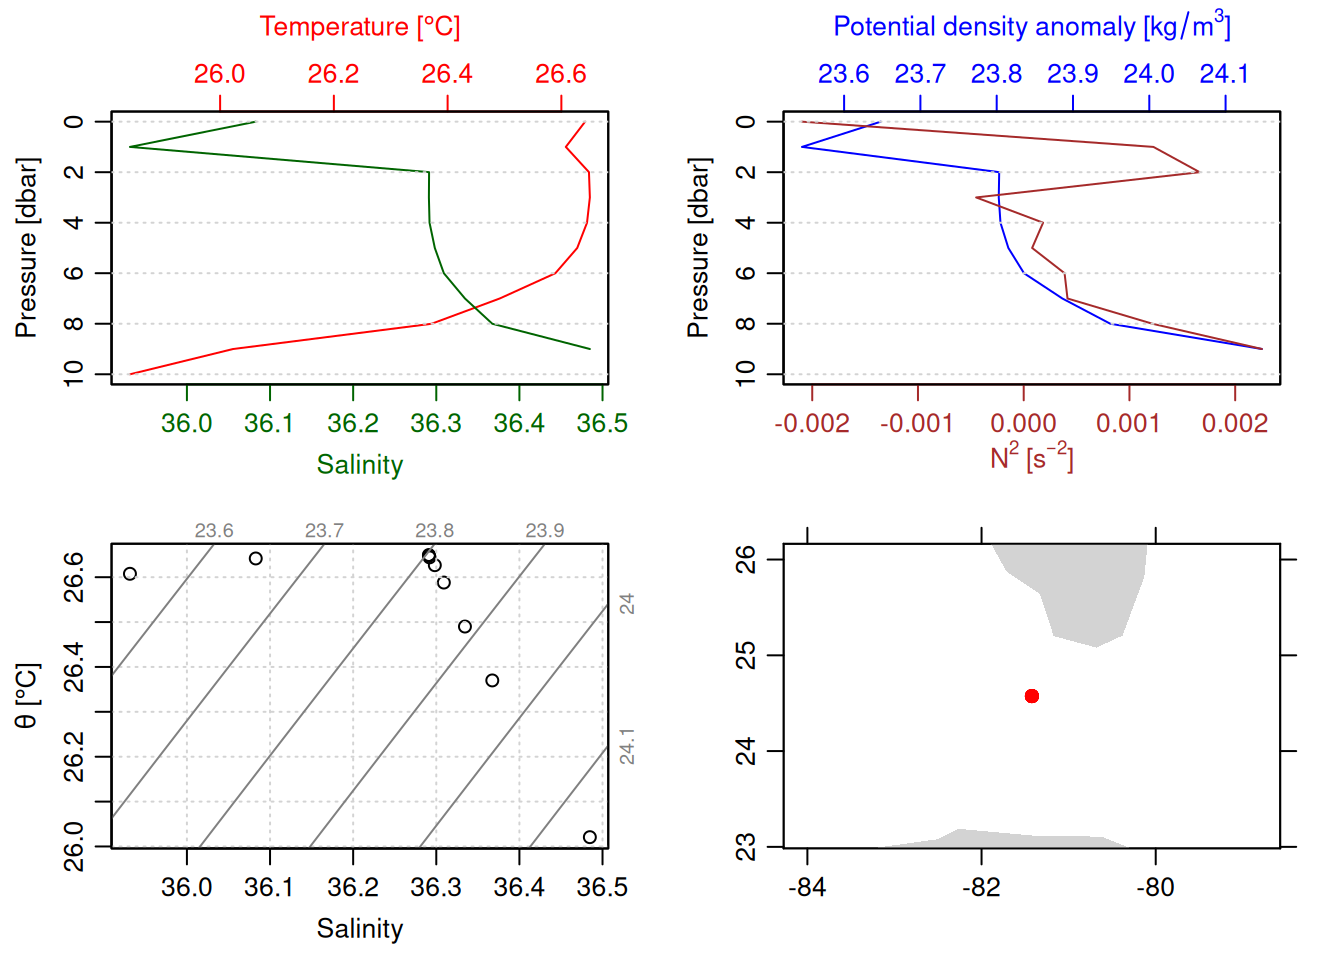 Temperature [°C]
26.0 26.2 26.4 26.6
Pressure [dbar]
0
2
4
6
8
10
36.0 36.1 36.2 36.3 36.4 36.5
Salinity
Potential density anomaly [kg/m³]
23.6 23.7 23.8 23.9 24.0 24.1
Pressure [dbar]
0
2
4
6
8
10
-0.002 -0.001 0.000 0.001 0.002
N² [s⁻²]
23.6 23.7 23.8 23.9
24
24.1
θ [°C]
26.6
26.4
26.2
26.0
36.0 36.1 36.2 36.3 36.4 36.5
Salinity
26
25
24
23
-84 -82 -80